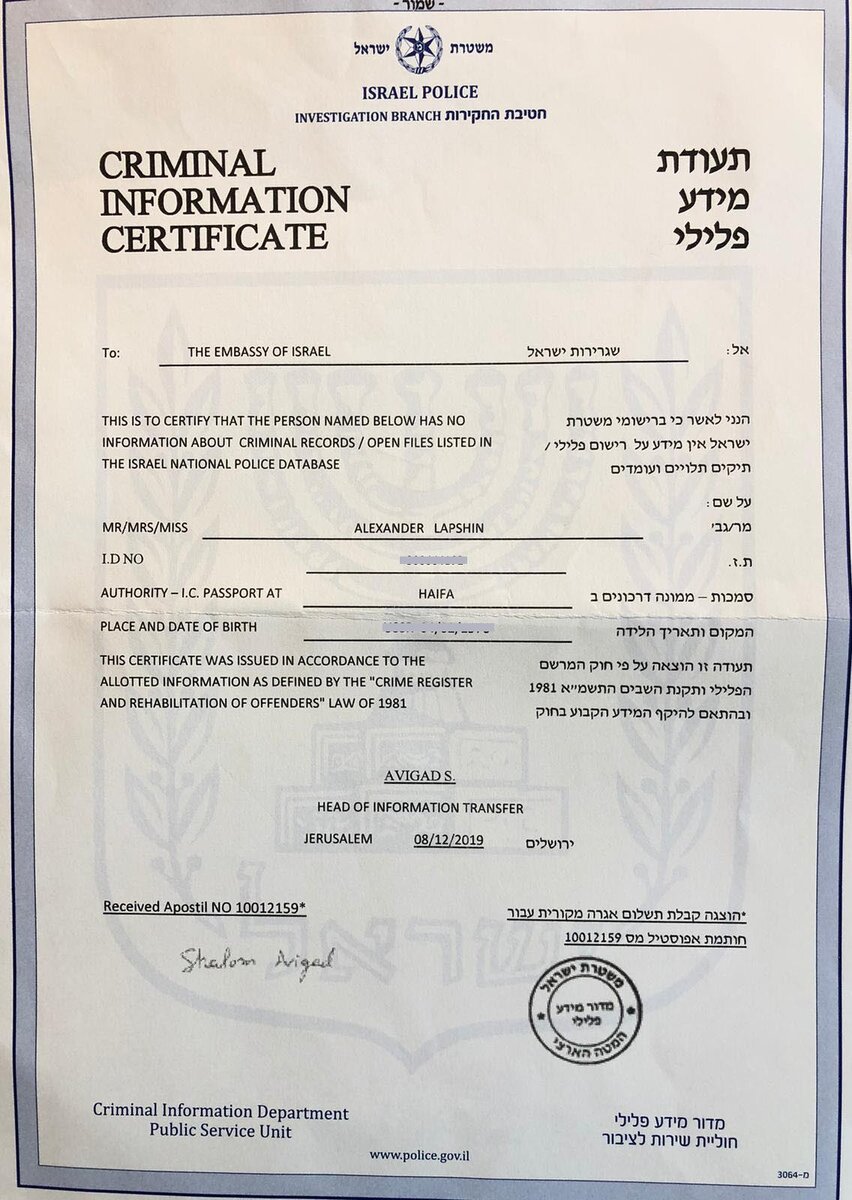 - שמור -
משטרת ישראל
ISRAEL POLICE
INVESTIGATION BRANCH חטיבת החקירות
CRIMINAL
INFORMATION
CERTIFICATE
תעודת
מידע
פלילי
To: THE EMBASSY OF ISRAEL שגרירות ישראל אל:
THIS IS TO CERTIFY THAT THE PERSON NAMED BELOW HAS NO
INFORMATION ABOUT CRIMINAL RECORDS / OPEN FILES LISTED IN
THE ISRAEL NATIONAL POLICE DATABASE
הנני לאשר כי ברישומי משטרת
ישראל אין מידע על רישום פלילי /
תיקים תלויים ועומדים
על שם:
MR/MRS/MISS ALEXANDER LAPSHIN מר/גב'
I.D NO ת.ז.
AUTHORITY – I.C. PASSPORT AT HAIFA סמכות – ממונה דרכונים ב
PLACE AND DATE OF BIRTH המקום ותאריך הלידה
THIS CERTIFICATE WAS ISSUED IN ACCORDANCE TO THE
ALLOTTED INFORMATION AS DEFINED BY THE "CRIME REGISTER
AND REHABILITATION OF OFFENDERS" LAW OF 1981
תעודה זו הוצאה על פי חוק המרשם
הפלילי ותקנת השבים התשמ"א 1981
ובהתאם להיקף המידע הקבוע בחוק
AVIGAD S.
HEAD OF INFORMATION TRANSFER
JERUSALEM 08/12/2019 ירושלים
Received Apostil NO 10012159*
*הוצגה קבלת תשלום אגרה מקורית עבור
חותמת אפוסטיל מס 10012159
Shalom Avigad
משטרת ישראל
מדור מידע
פלילי
המטה הארצי
ישראל
Criminal Information Department
Public Service Unit
מדור מידע פלילי
חוליית שירות לציבור
www.police.gov.il
מ-3064